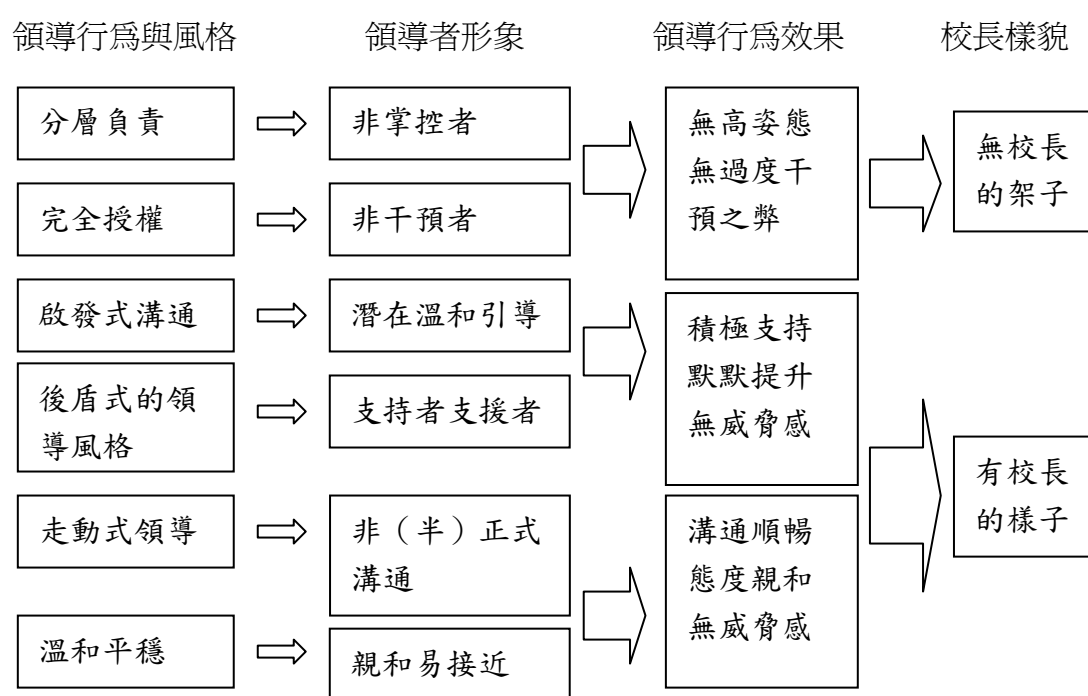 領導行為與風格
領導者形象
領導行為效果
校長樣貌
分層負責
非掌控者
無高姿態
無過度干
預之弊
無校長
的架子
完全授權
非干預者
啟發式溝通
潛在溫和引導
積極支持
默默提升
無威脅感
後盾式的領
導風格
支持者支援者
有校長
的樣子
走動式領導
非（半）正式
溝通
溝通順暢
態度親和
無威脅感
溫和平穩
親和易接近